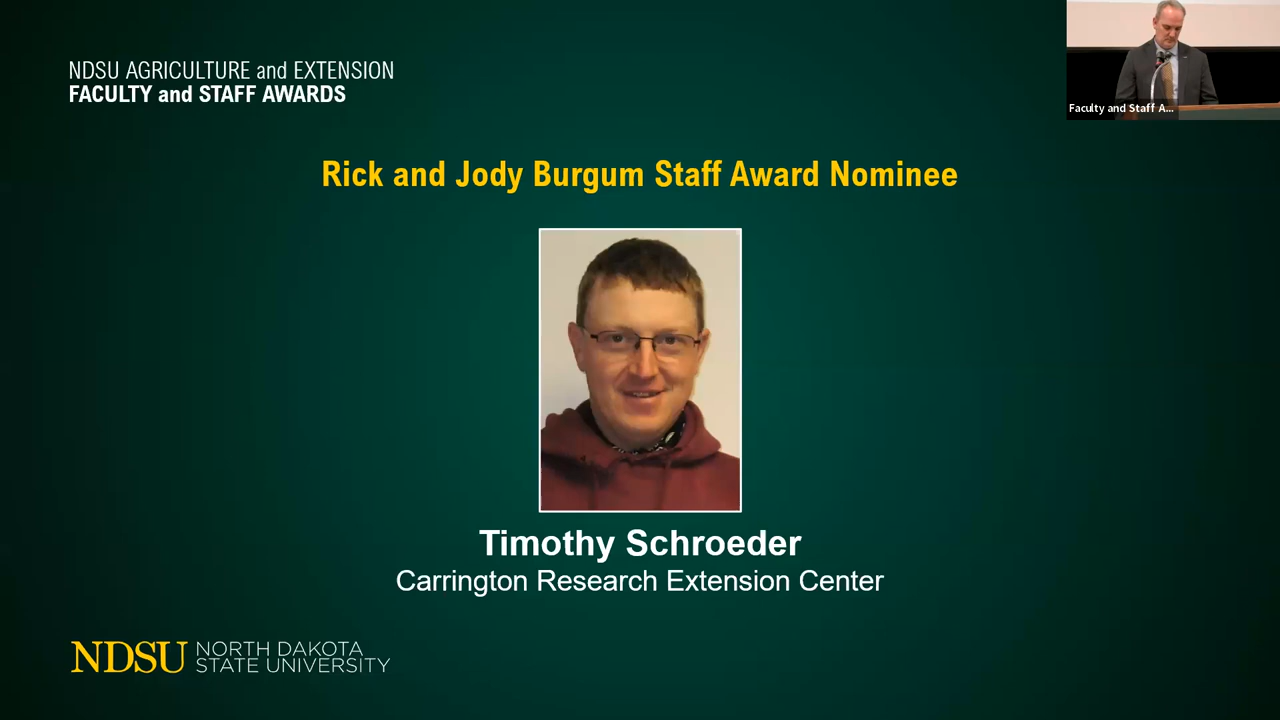 NDSU AGRICULTURE and EXTENSION
FACULTY and STAFF AWARDS
Faculty and Staff A...
Rick and Jody Burgum Staff Award Nominee
Timothy Schroeder
Carrington Research Extension Center
NDSU NORTH DAKOTA
STATE UNIVERSITY